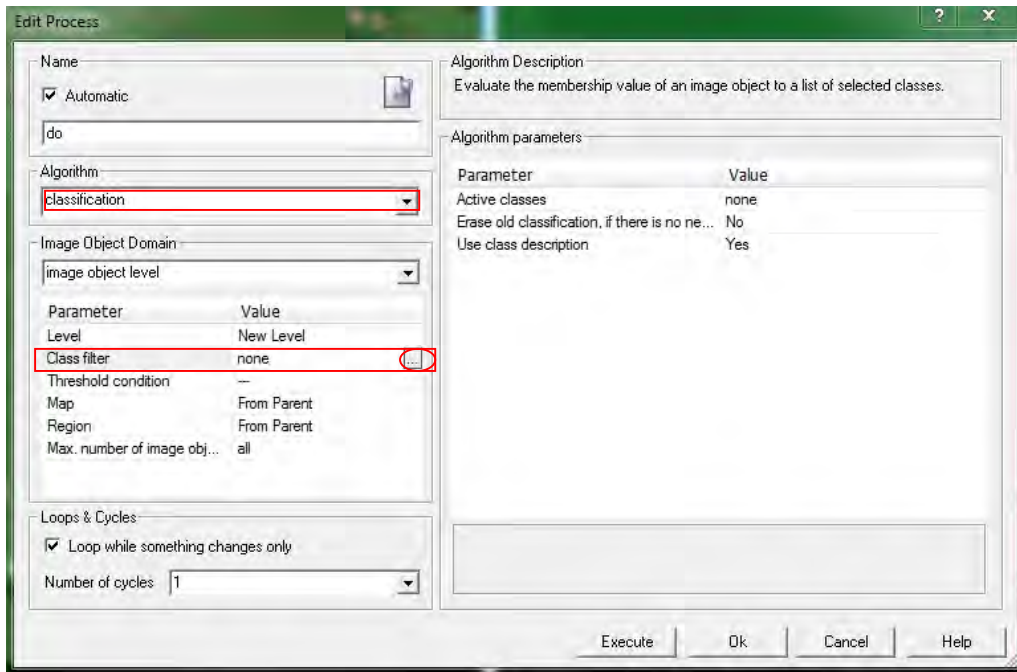 Edit Process
? x
Name
Automatic
do
Algorithm
classification
Image Object Domain
image object level
Parameter Value
Level New Level
Class filter none ...
Threshold condition ---
Map From Parent
Region From Parent
Max. number of image obj... all
Loops & Cycles
Loop while something changes only
Number of cycles 1
Algorithm Description
Evaluate the membership value of an image object to a list of selected classes.
Algorithm parameters
Parameter Value
Active classes none
Erase old classification, if there is no ne... No
Use class description Yes
Execute Ok Cancel Help